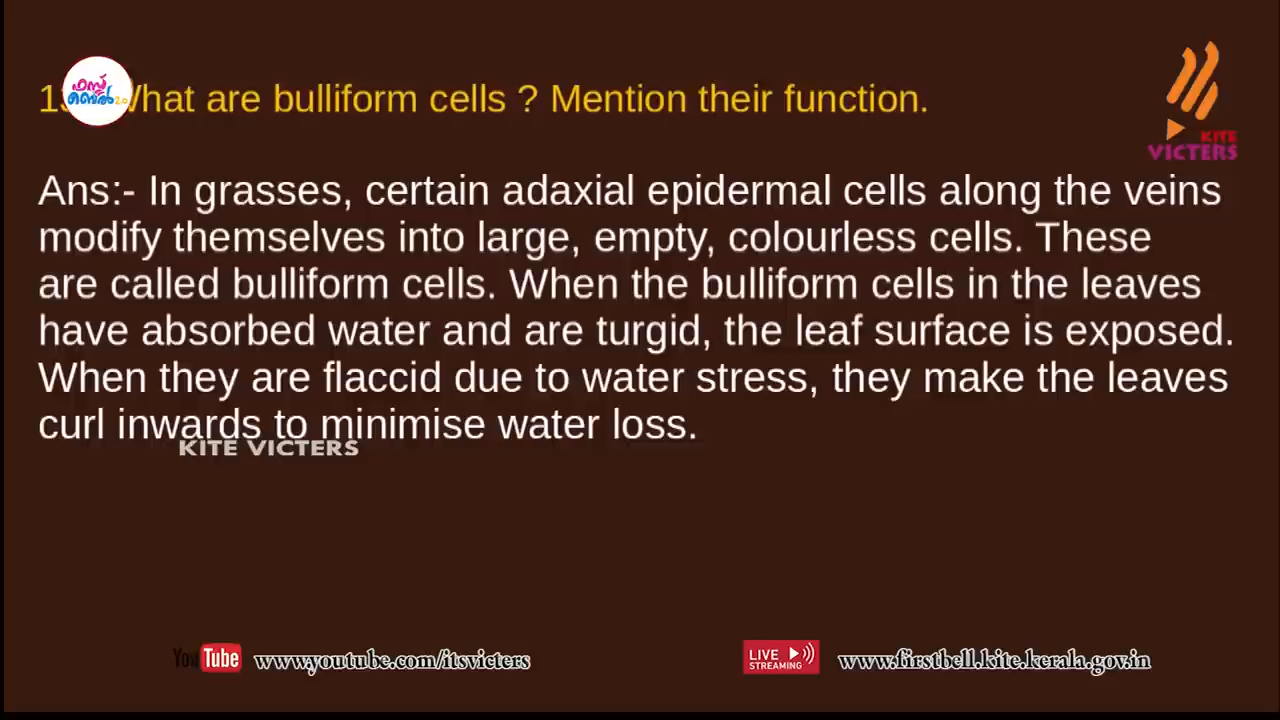 ഫസ്റ്റ്
ബെൽ 2.0
What are bulliform cells ? Mention their function.
KITE
VICTERS
Ans:- In grasses, certain adaxial epidermal cells along the veins
modify themselves into large, empty, colourless cells. These
are called bulliform cells. When the bulliform cells in the leaves
have absorbed water and are turgid, the leaf surface is exposed.
When they are flaccid due to water stress, they make the leaves
curl inwards to minimise water loss.
KITE VICTERS
YouTube www.youtube.com/itsvicters
LIVE STREAMING www.firstbell.kite.kerala.gov.in